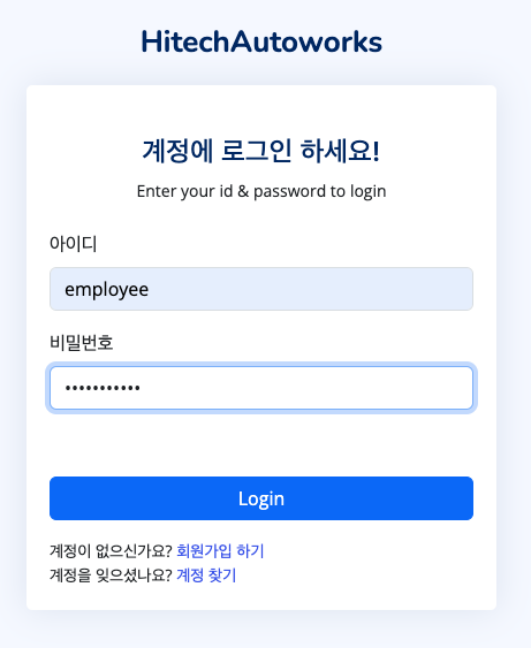 HitechAutoworks
계정에 로그인 하세요!
Enter your id & password to login
아이디
employee
비밀번호
•••••••••••
Login
계정이 없으신가요? 회원가입 하기
계정을 잊으셨나요? 계정 찾기